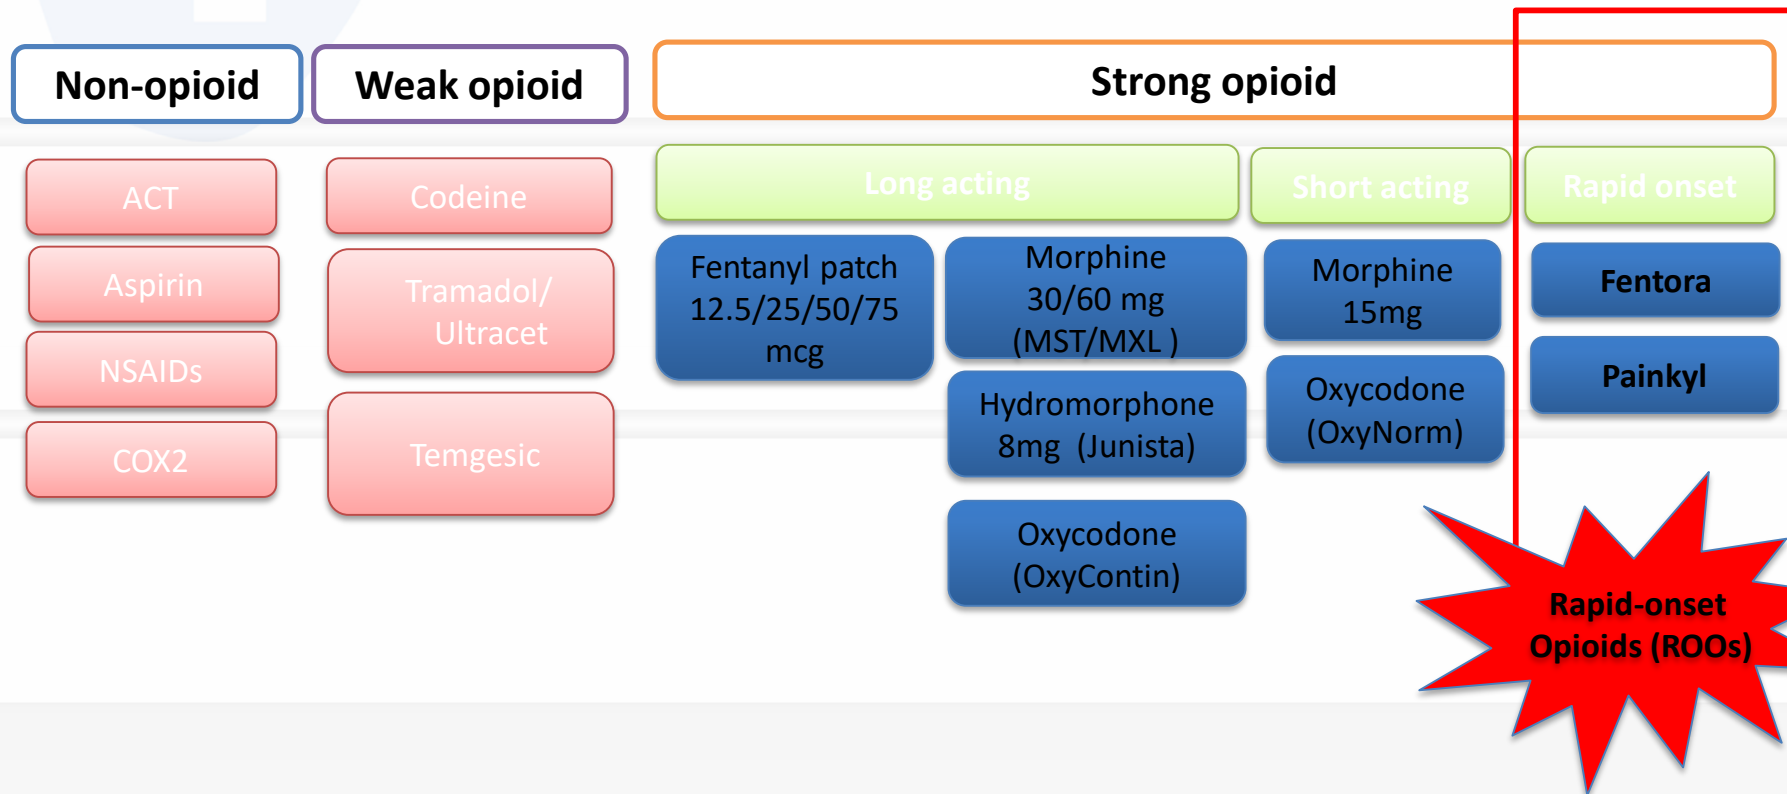 Non-opioid
Weak opioid
Strong opioid
ACT
Aspirin
NSAIDs
COX2
Codeine
Tramadol/
Ultracet
Temgesic
Long acting
Fentanyl patch
12.5/25/50/75
mcg
Morphine
30/60 mg
(MST/MXL )
Hydromorphone
8mg (Junista)
Oxycodone
(OxyContin)
Short acting
Morphine
15mg
Oxycodone
(OxyNorm)
Rapid onset
Fentora
Painkyl
Rapid-onset
Opioids (ROOs)